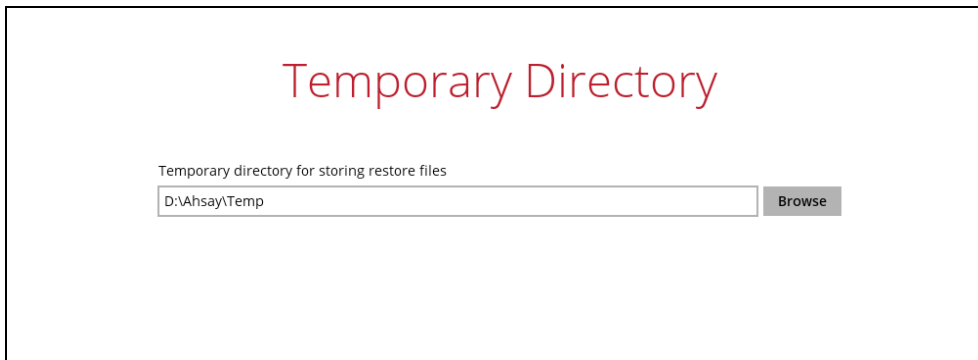 Temporary Directory
Temporary directory for storing restore files
D:\Ahsay\Temp
Browse